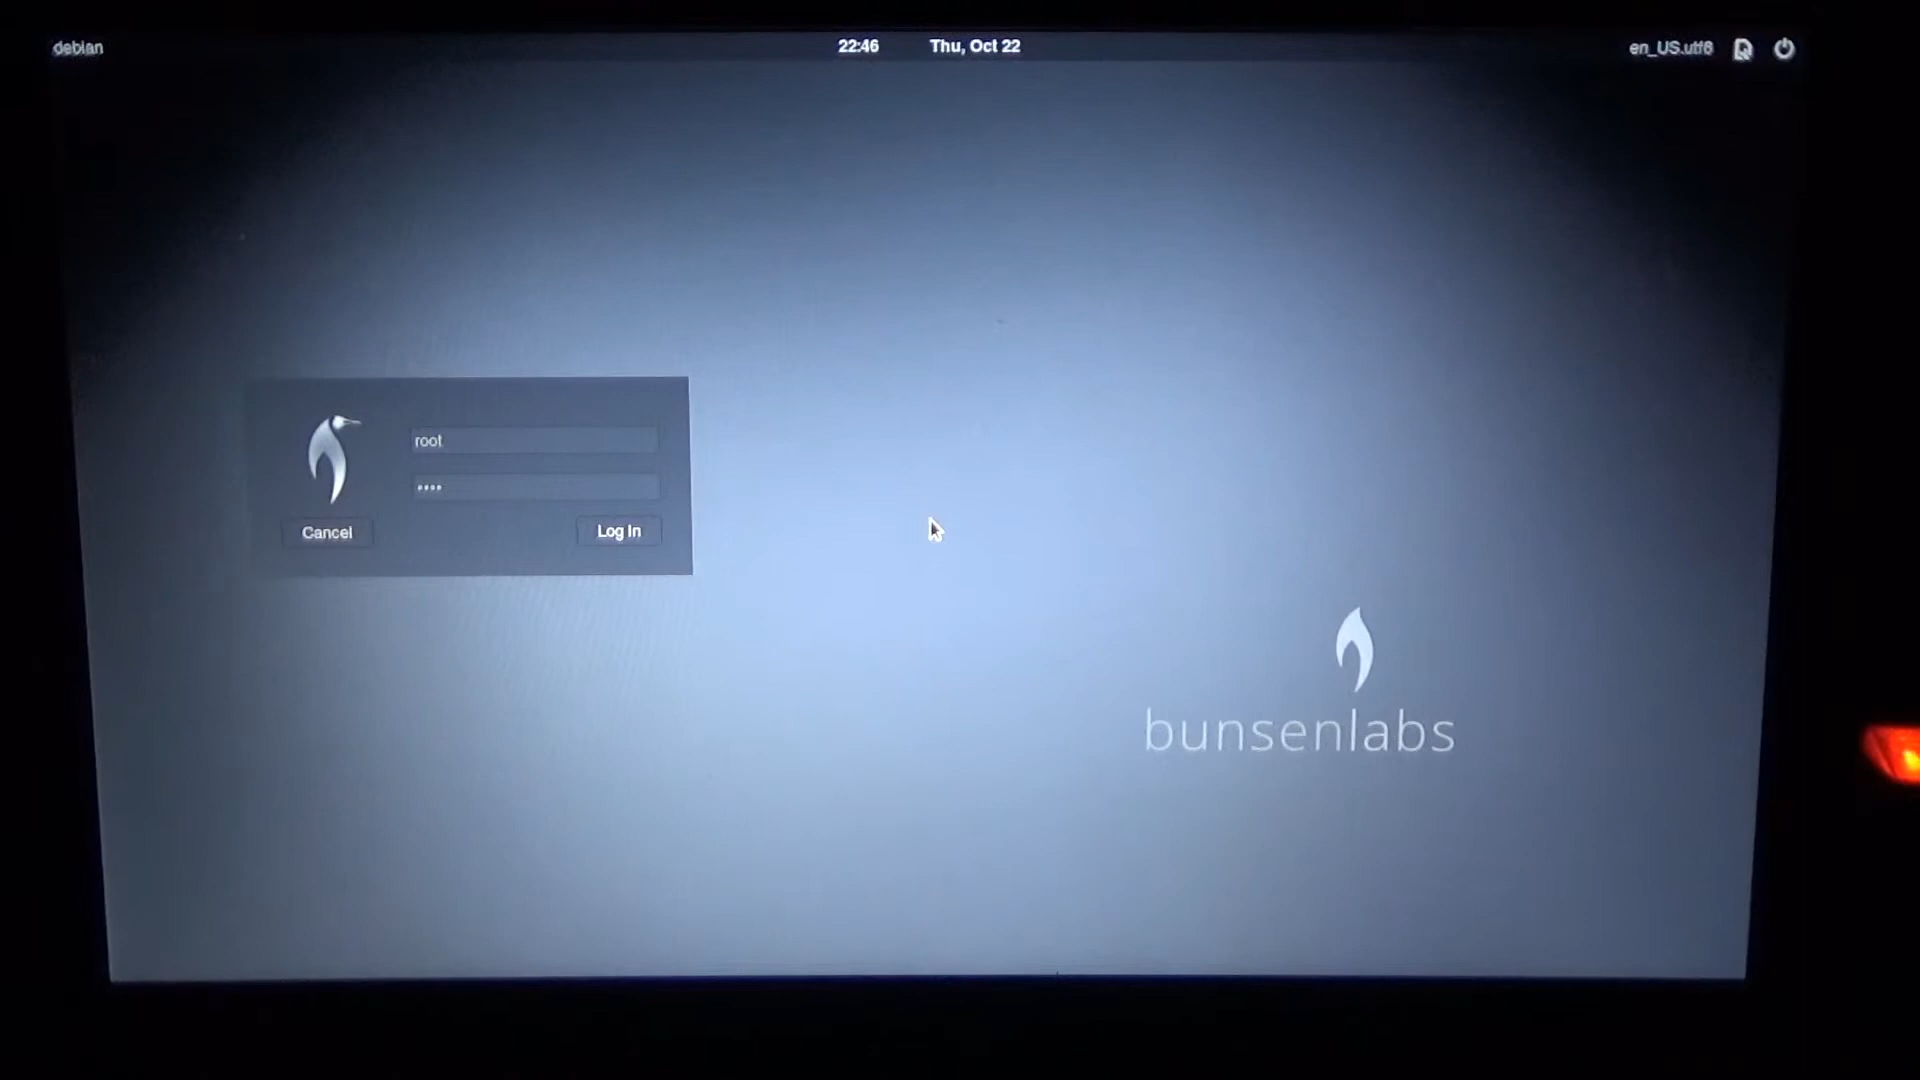 debian
22:46 Thu, Oct 22
en_US.utf8
root
••••
Cancel
Log In
bunsenlabs